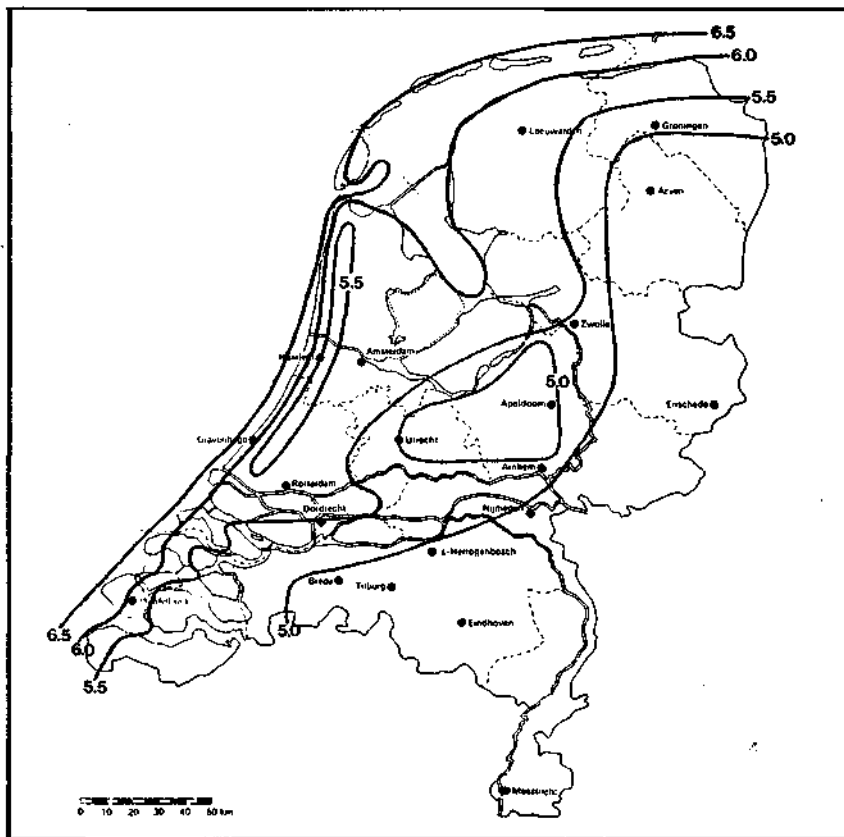 6.5
6.0
5.5
Leeuwarden
Groningen
5.0
Assen
5.5
Zwolle
Haarlem
Amsterdam
5.0
Apeldoorn
Enschede
Gravenhage
Utrecht
Arnhem
Rotterdam
Dordrecht
Nijmegen
s-Hertogenbosch
Breda
Tilburg
Eindhoven
5.0
6.5
6.0
5.5
Maastricht
0 10 20 30 40 50 km